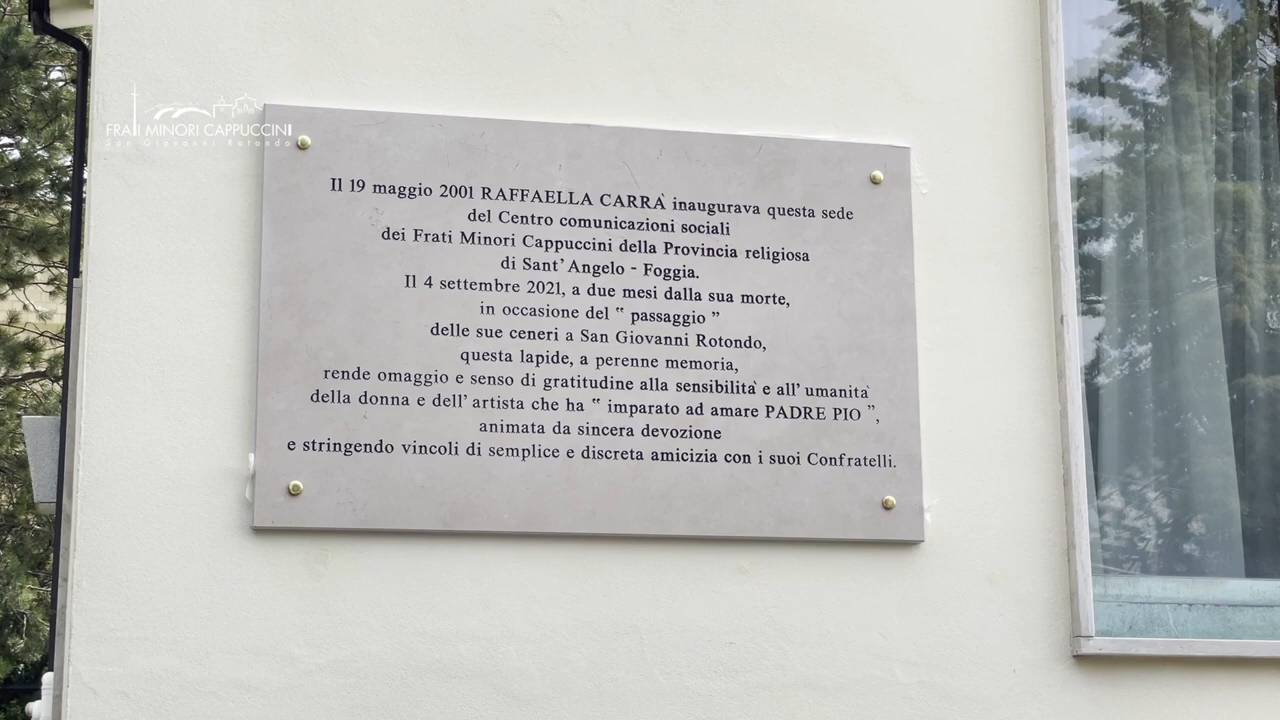 FRATI MINORI CAPPUCCINI
San Giovanni Rotondo
Il 19 maggio 2001 RAFFAELLA CARRA' inaugurava questa sede
del Centro comunicazioni sociali
dei Frati Minori Cappuccini della Provincia religiosa
di Sant' Angelo - Foggia.
Il 4 settembre 2021, a due mesi dalla sua morte,
in occasione del “ passaggio ”
delle sue ceneri a San Giovanni Rotondo,
questa lapide, a perenne memoria,
rende omaggio e senso di gratitudine alla sensibilità e all' umanità
della donna e dell' artista che ha “ imparato ad amare PADRE PIO ”,
animata da sincera devozione
e stringendo vincoli di semplice e discreta amicizia con i suoi Confratelli.